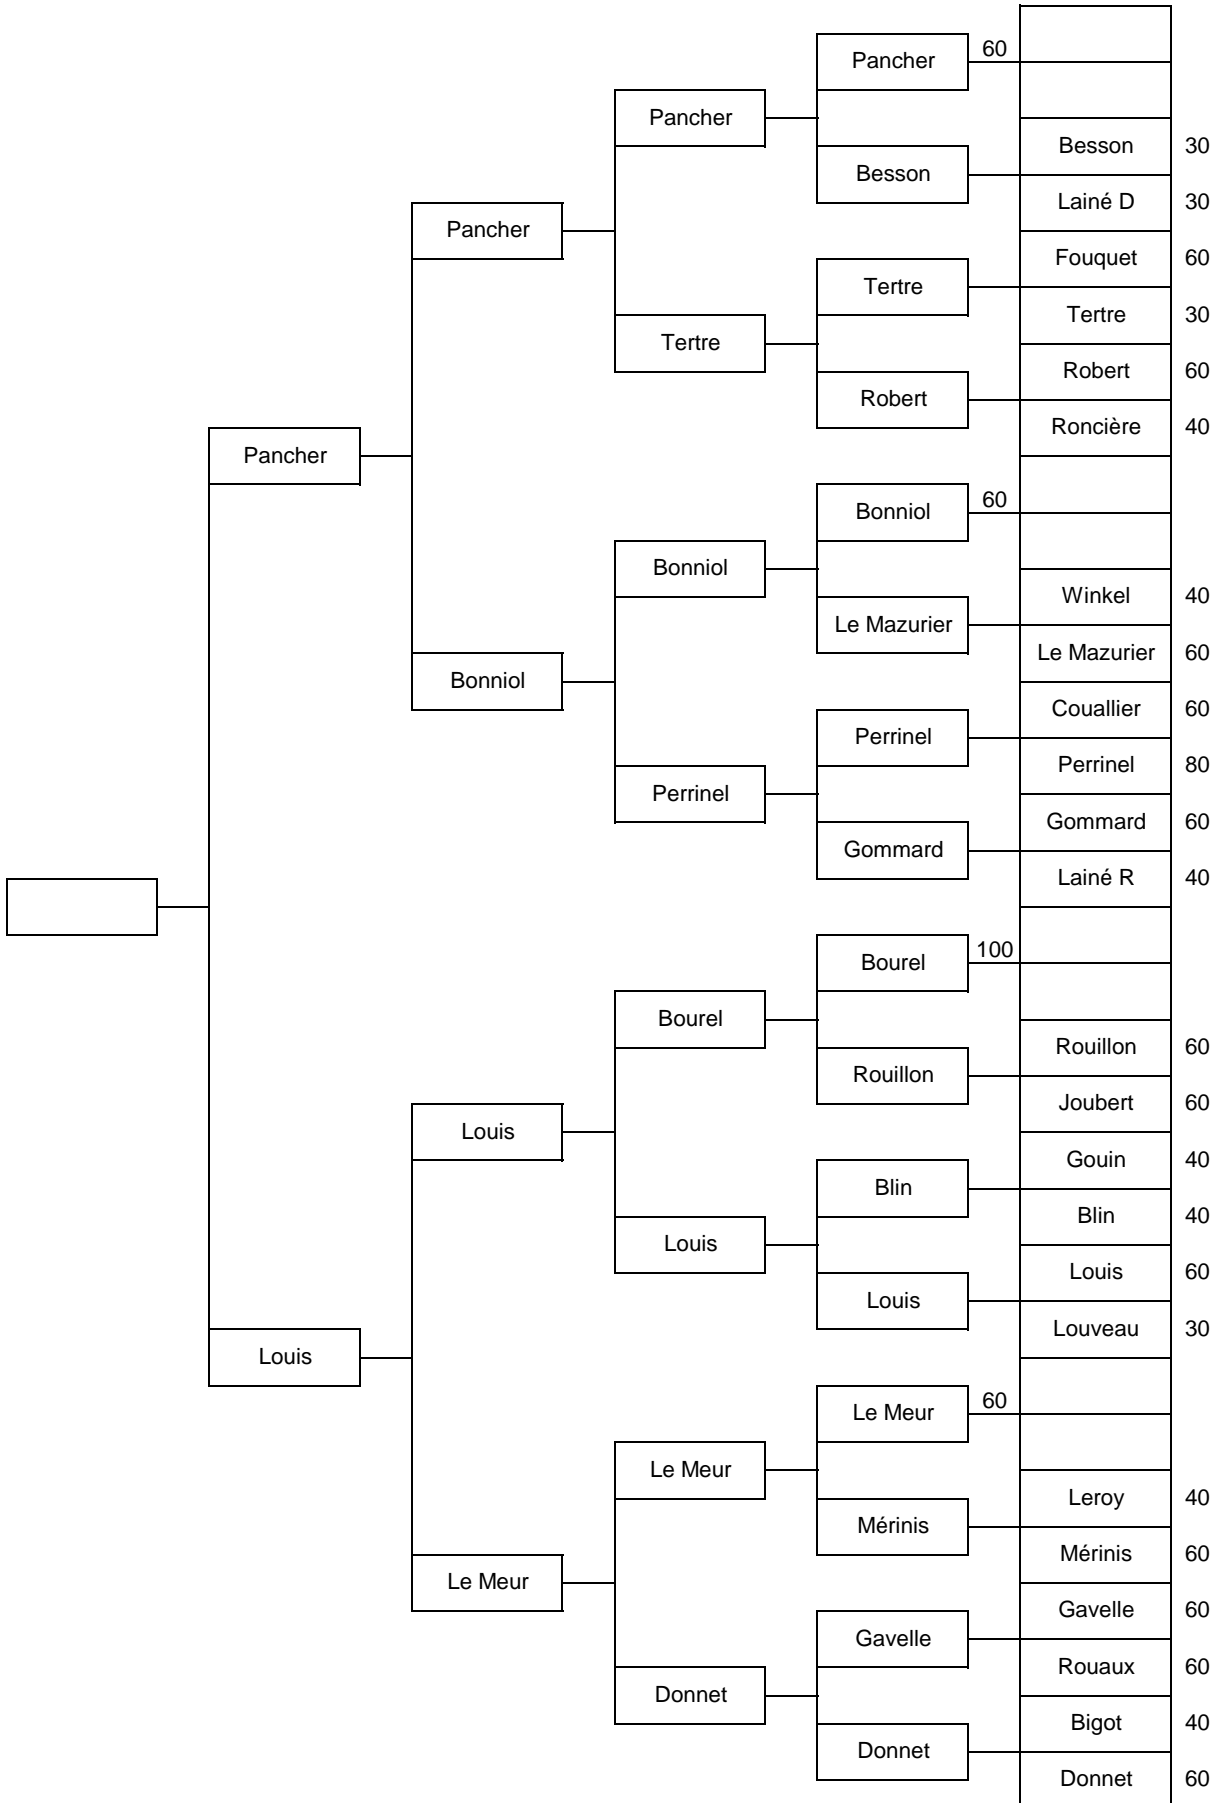 Pancher 60
Pancher
Besson 30
Besson
Lainé D 30
Pancher
Fouquet 60
Tertre
Tertre 30
Tertre
Robert 60
Robert
Roncière 40
Pancher
Bonniol 60
Bonniol
Winkel 40
Le Mazurier
Le Mazurier 60
Bonniol
Couallier 60
Perrinel
Perrinel 80
Perrinel
Gommard 60
Gommard
Lainé R 40
Bourel 100
Bourel
Rouillon 60
Rouillon
Joubert 60
Louis
Gouin 40
Blin
Blin 40
Louis
Louis 60
Louis
Louveau 30
Louis
Le Meur 60
Le Meur
Leroy 40
Mérinis
Mérinis 60
Le Meur
Gavelle 60
Gavelle
Rouaux 60
Donnet
Bigot 40
Donnet
Donnet 60